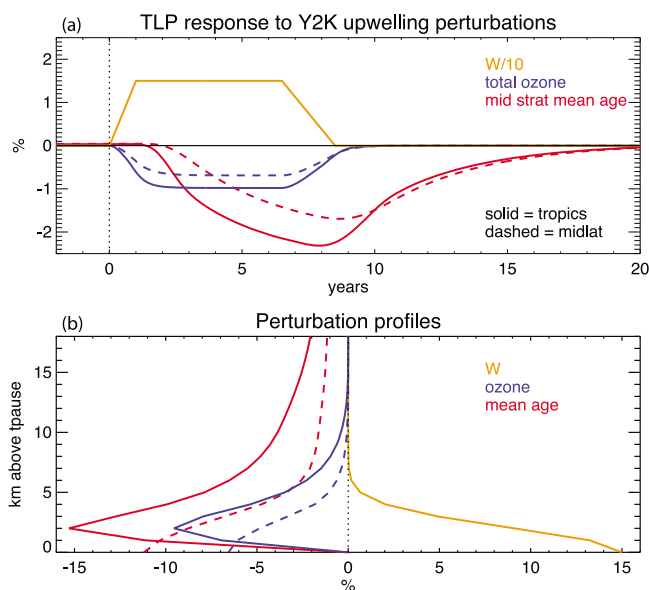 TLP response to Y2K upwelling perturbations
(a)
W/10
total ozone
mid strat mean age
2
1
0
-1
-2
%
solid = tropics
dashed = midlat
0 5 10 15 20
years
(b)
Perturbation profiles
W
ozone
mean age
15
10
5
0
km above tpause
-15 -10 -5 0 5 10 15
%